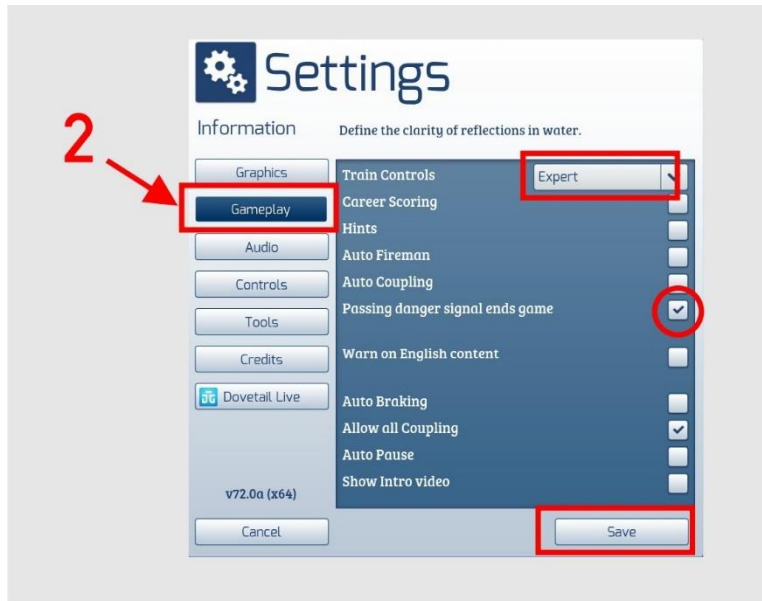 Settings
2
Information
Define the clarity of reflections in water.
Graphics
Gameplay
Audio
Controls
Tools
Credits
Dovetail Live
v72.0a (x64)
Cancel
Train Controls Expert
Career Scoring
Hints
Auto Fireman
Auto Coupling
Passing danger signal ends game
Warn on English content
Auto Braking
Allow all Coupling
Auto Pause
Show Intro video
Save